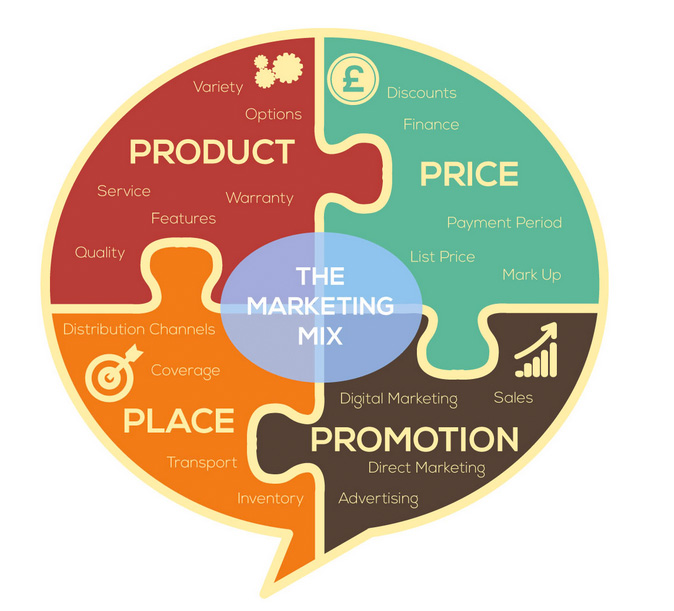 Variety
Options
PRODUCT
Service
Warranty
Features
Quality
£
Discounts
Finance
PRICE
Payment Period
List Price
Mark Up
THE
MARKETING
MIX
Distribution Channels
Coverage
PLACE
Transport
Inventory
Digital Marketing
Sales
PROMOTION
Direct Marketing
Advertising